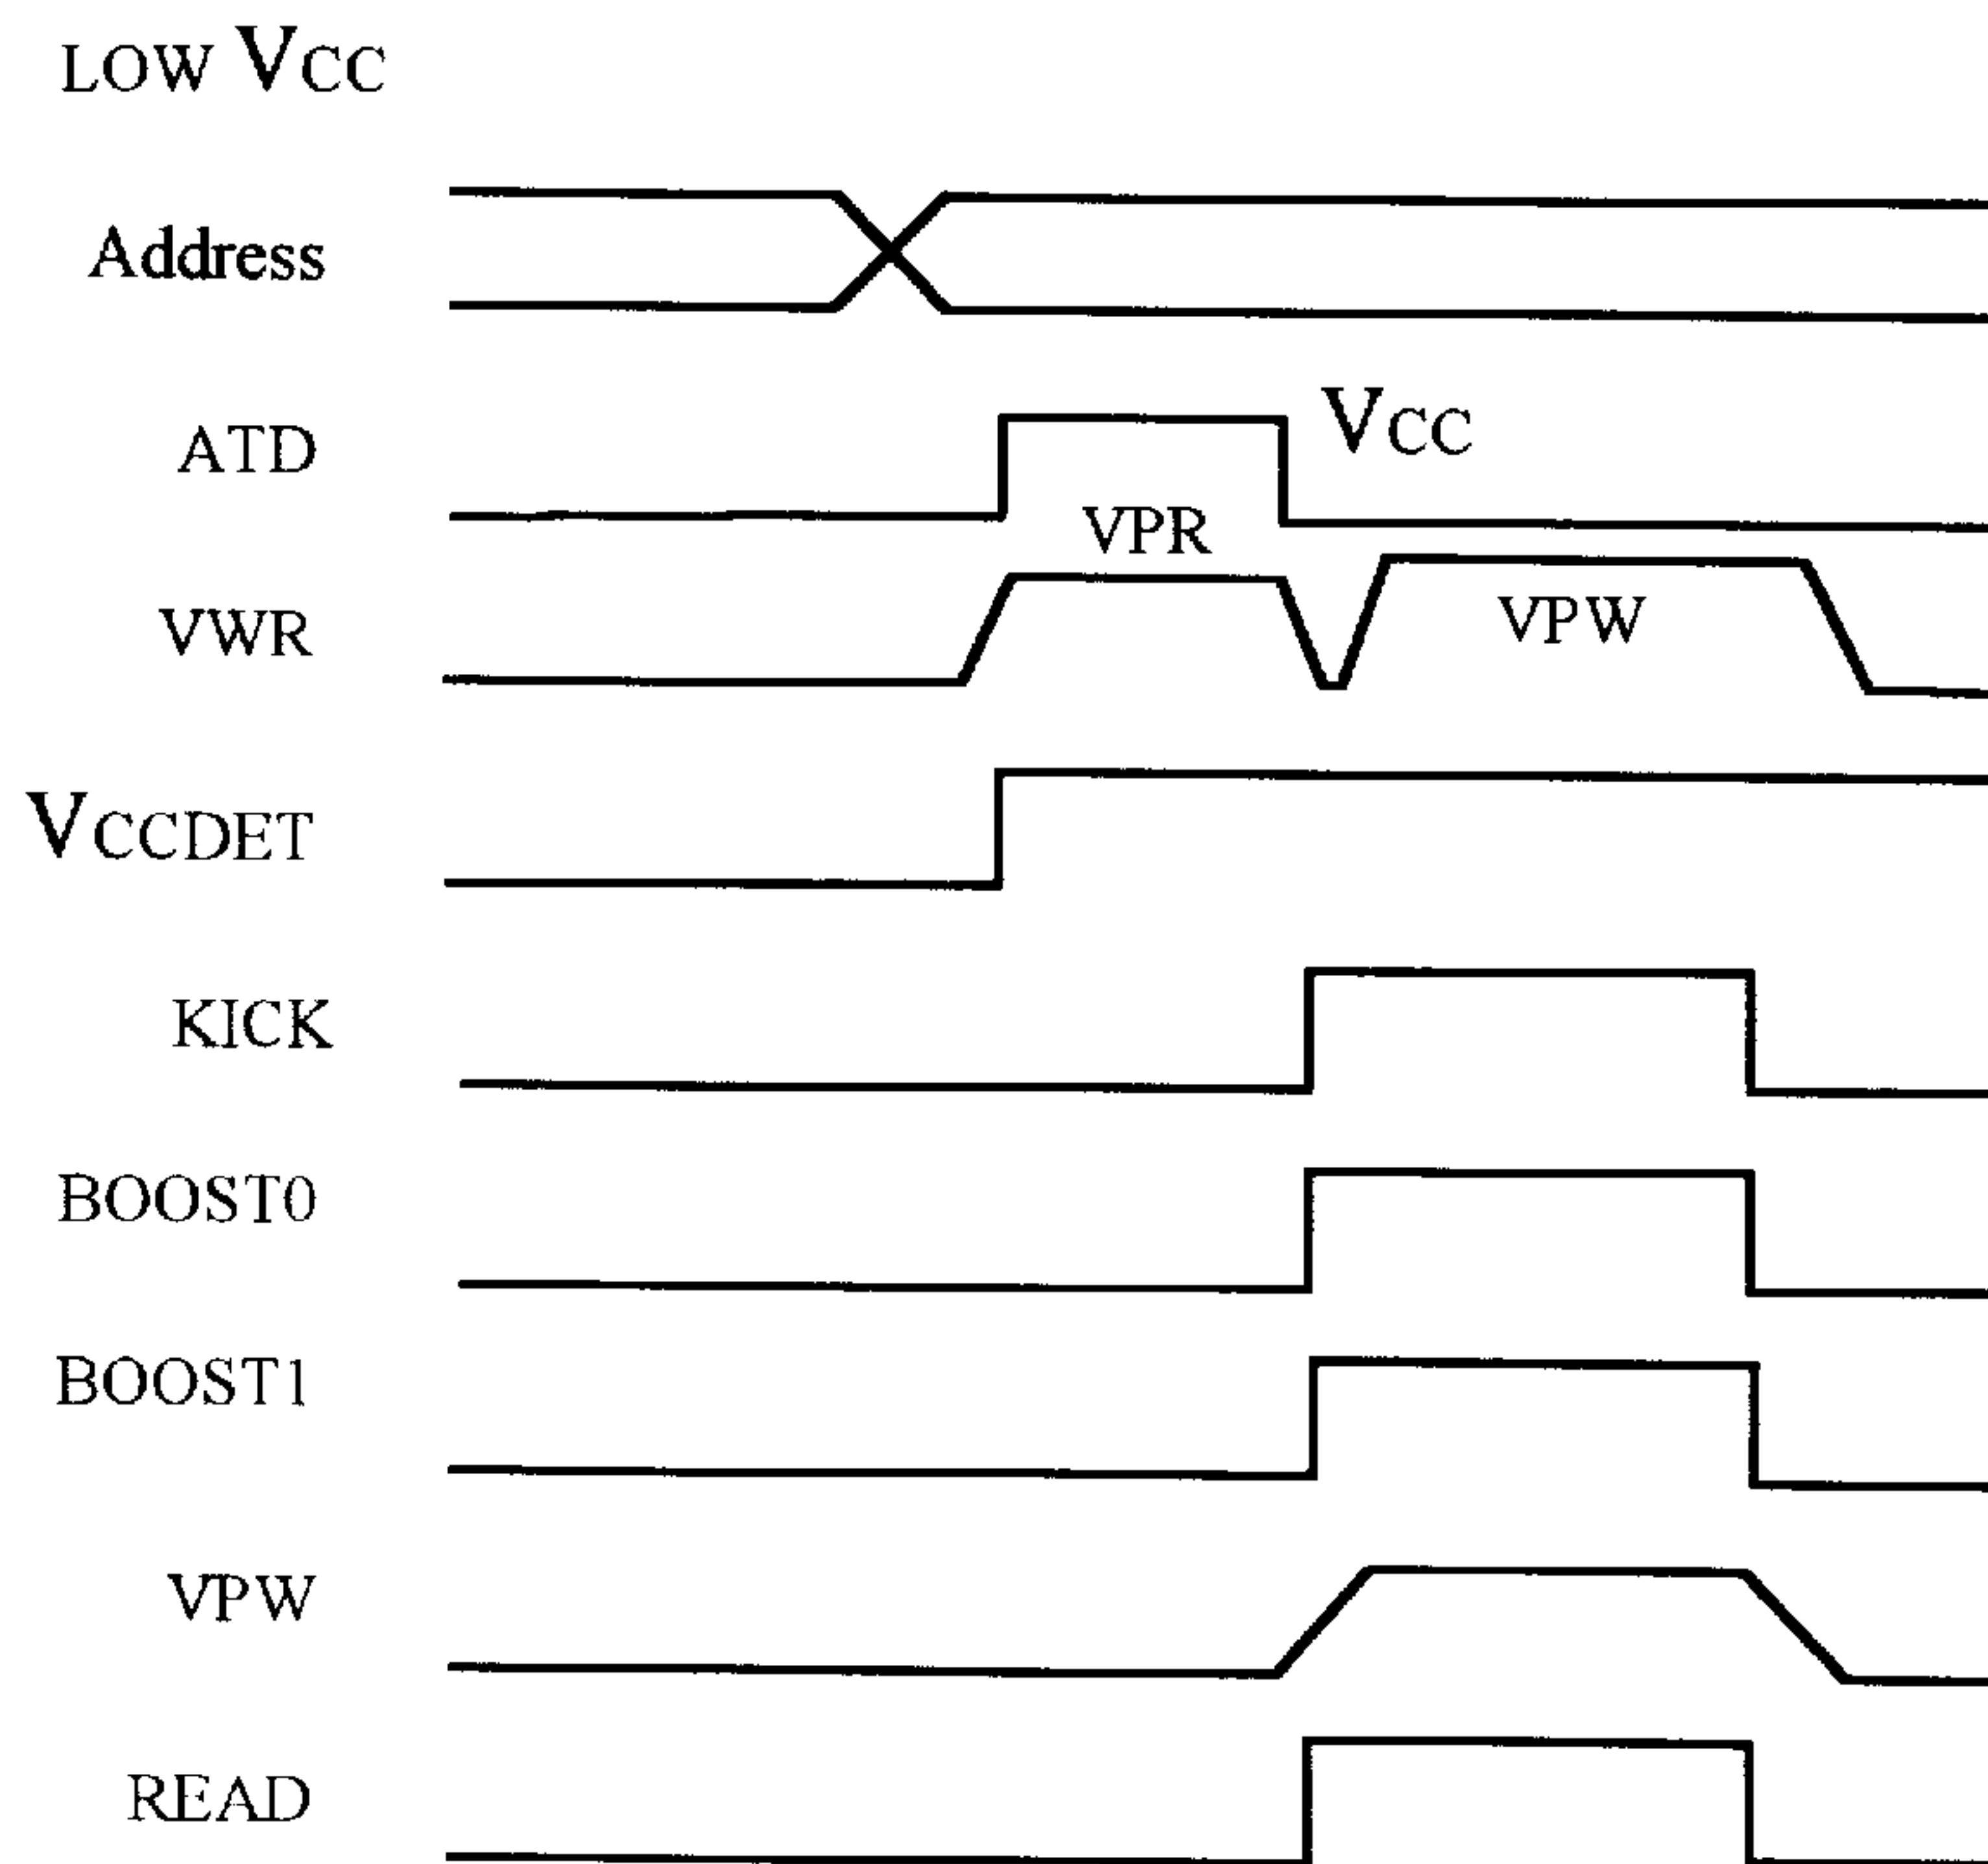 LOW VCC
Address
ATD
VCC
VPR
VWR
VPW
VCCDET
KICK
BOOST0
BOOST1
VPW
READ